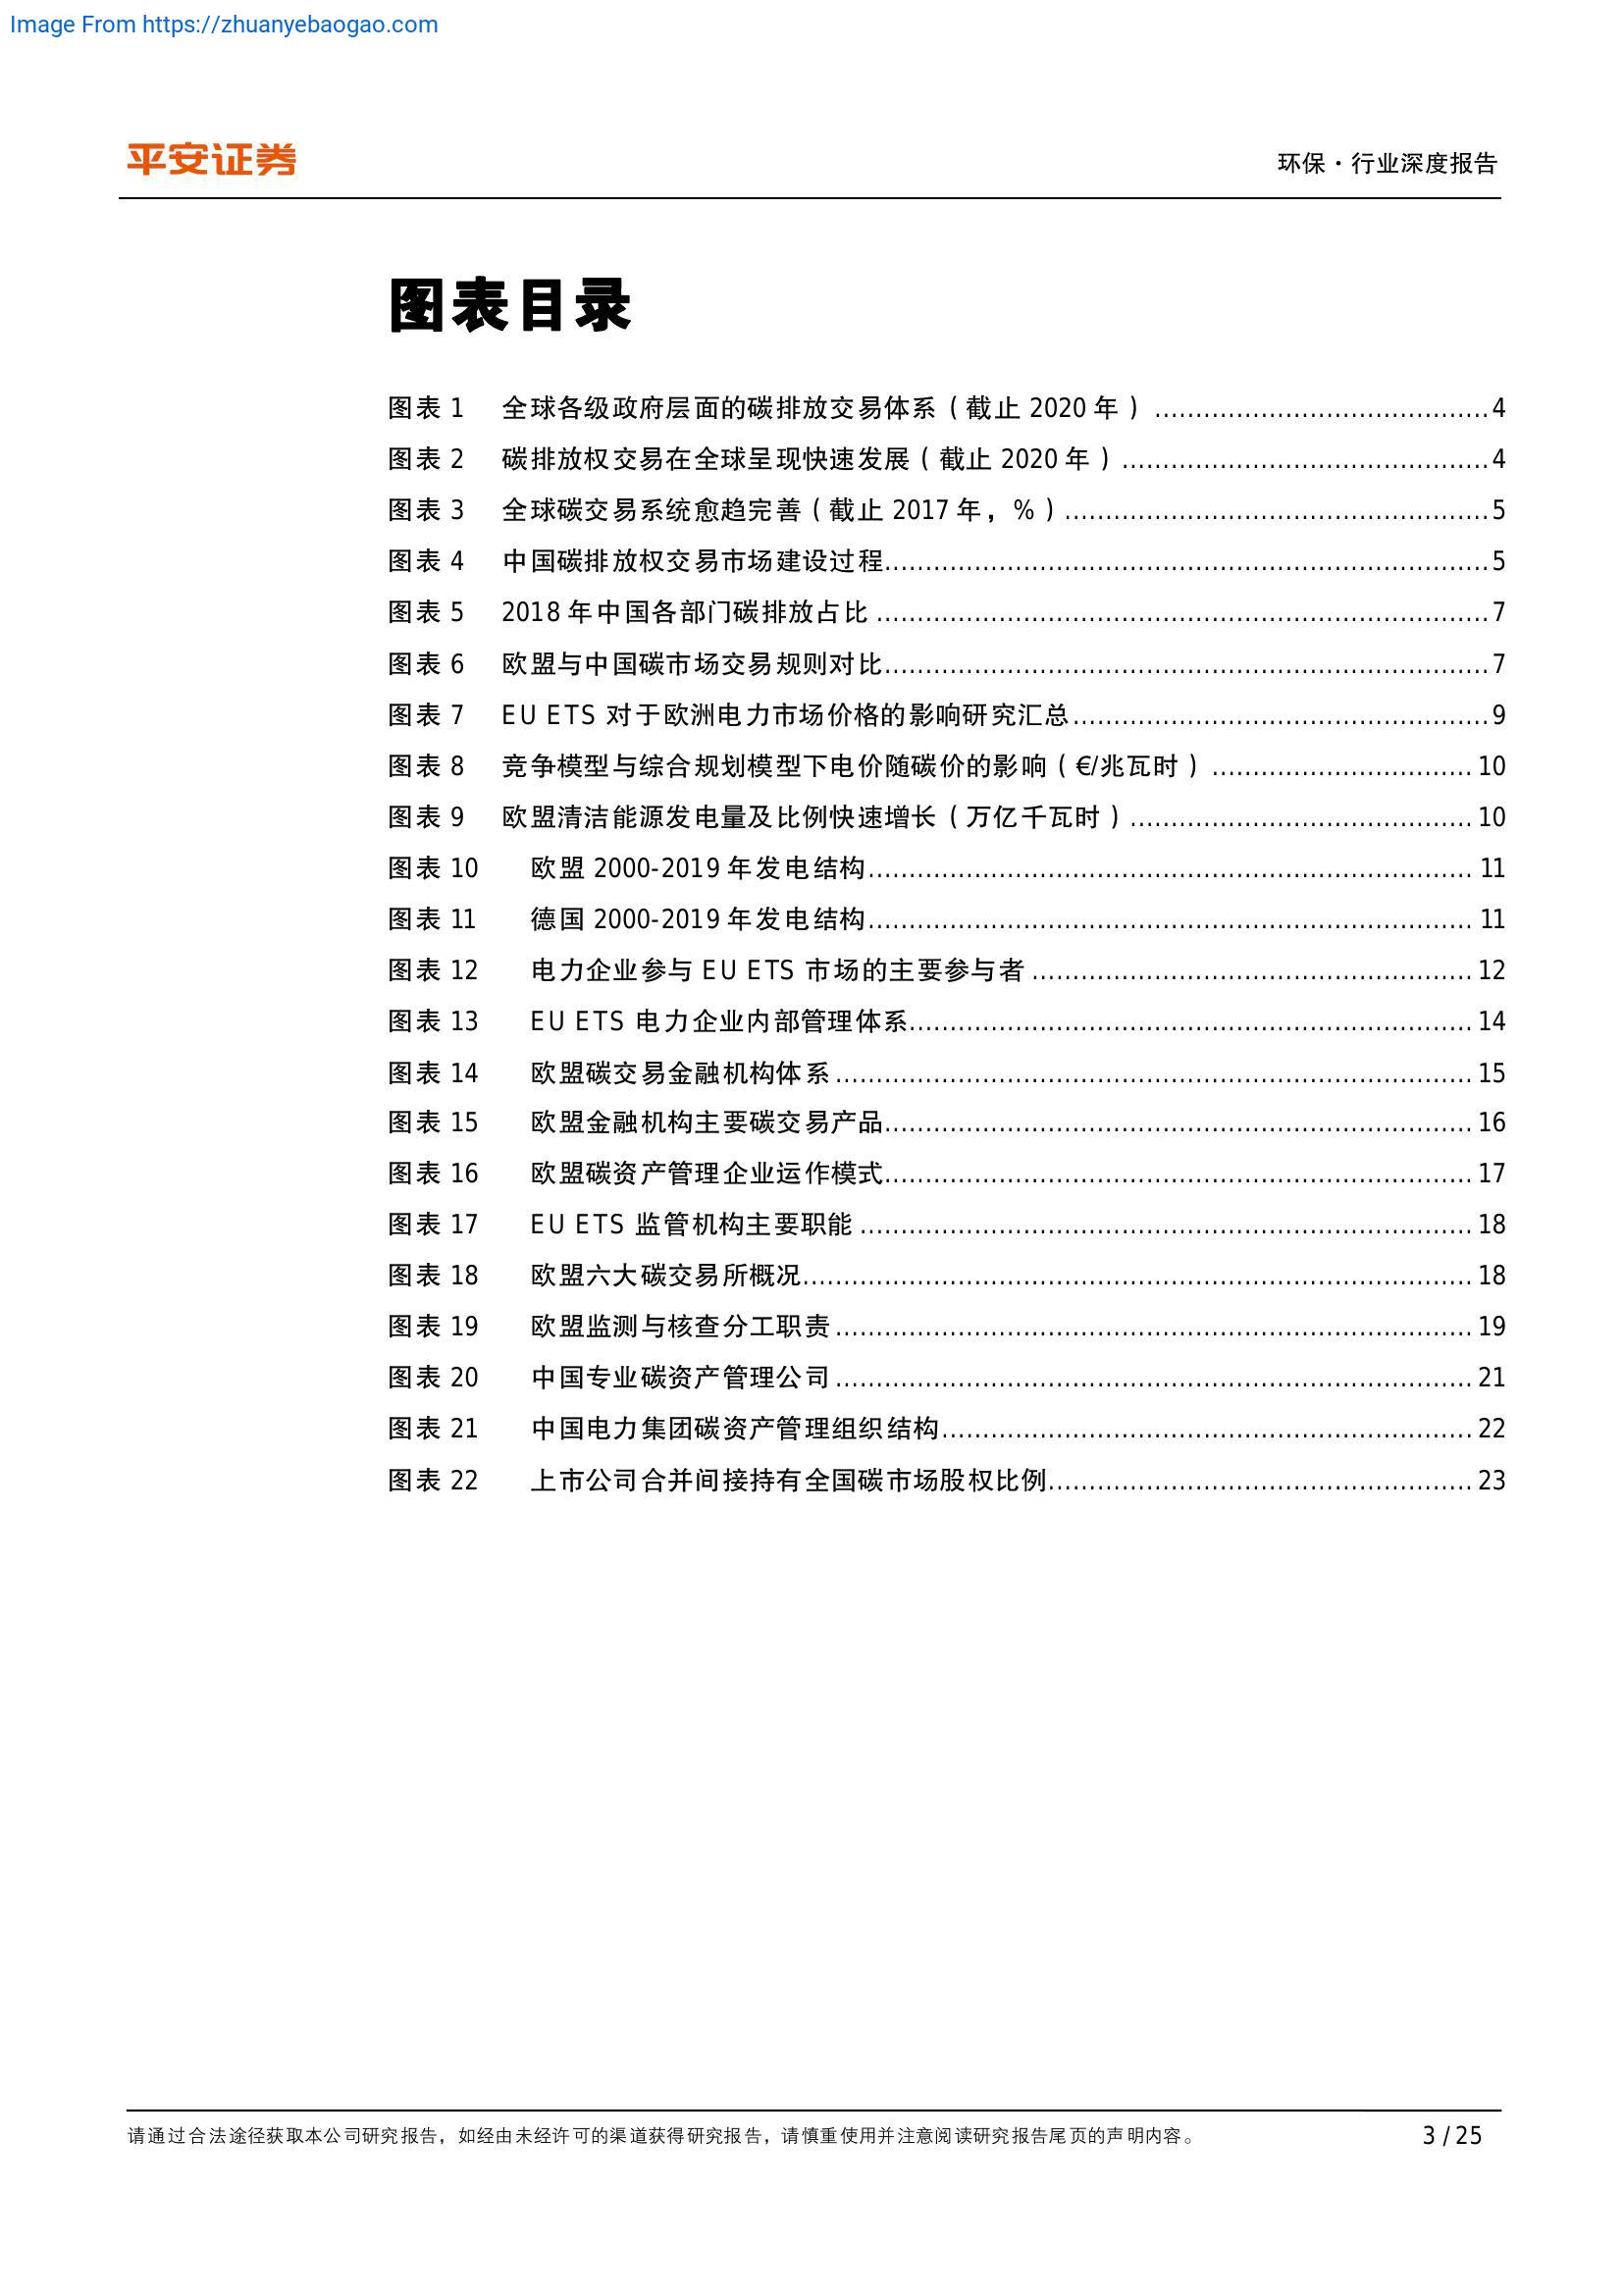 Image From https://zhuanyebaogao.com
平安证券
环保·行业深度报告
图表目录
图表 1 全球各级政府层面的碳排放交易体系（截止 2020 年） ........................................ 4
图表 2 碳排放权交易在全球呈现快速发展（截止 2020 年） ........................................ 4
图表 3 全球碳交易系统愈趋完善（截止 2017 年，%） ........................................ 5
图表 4 中国碳排放权交易市场建设过程........................................ 5
图表 5 2018 年中国各部门碳排放占比 ........................................ 7
图表 6 欧盟与中国碳市场交易规则对比........................................ 7
图表 7 EU ETS 对于欧洲电力市场价格的影响研究汇总........................................ 9
图表 8 竞争模型与综合规划模型下电价随碳价的影响（€/兆瓦时） ........................................ 10
图表 9 欧盟清洁能源发电量及比例快速增长（万亿千瓦时） ........................................ 10
图表 10 欧盟 2000-2019 年发电结构........................................ 11
图表 11 德国 2000-2019 年发电结构........................................ 11
图表 12 电力企业参与 EU ETS 市场的主要参与者 ........................................ 12
图表 13 EU ETS 电力企业内部管理体系........................................ 14
图表 14 欧盟碳交易金融机构体系 ........................................ 15
图表 15 欧盟金融机构主要碳交易产品........................................ 16
图表 16 欧盟碳资产管理企业运作模式........................................ 17
图表 17 EU ETS 监管机构主要职能 ........................................ 18
图表 18 欧盟六大碳交易所概况........................................ 18
图表 19 欧盟监测与核查分工职责 ........................................ 19
图表 20 中国专业碳资产管理公司 ........................................ 21
图表 21 中国电力集团碳资产管理组织结构........................................ 22
图表 22 上市公司合并间接持有全国碳市场股权比例........................................ 23
请通过合法途径获取本公司研究报告，如经由未经许可的渠道获得研究报告，请慎重使用并注意阅读研究报告尾页的声明内容。
3 / 25